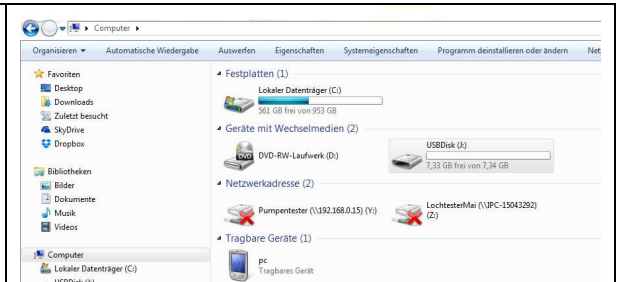 Computer
Organisieren Automatische Wiedergabe Auswerfen Eigenschaften Systemeigenschaften Programm deinstallieren oder ändern Net
Favoriten
Desktop
Downloads
Zuletzt besucht
SkyDrive
Dropbox
Bibliotheken
Bilder
Dokumente
Musik
Videos
Computer
Lokaler Datenträger (C:)
USBDisk (J:)
Festplatten (1)
Lokaler Datenträger (C:)
561 GB frei von 953 GB
Geräte mit Wechselmedien (2)
DVD
DVD-RW-Laufwerk (D:)
USBDisk (J:)
7,33 GB frei von 7,34 GB
Netzwerkadresse (2)
Pumpentester (\\192.168.0.15) (Y:)
LochtesterMai (\\IPC-15043292)
(Z:)
Tragbare Geräte (1)
pc
Tragbares Gerät